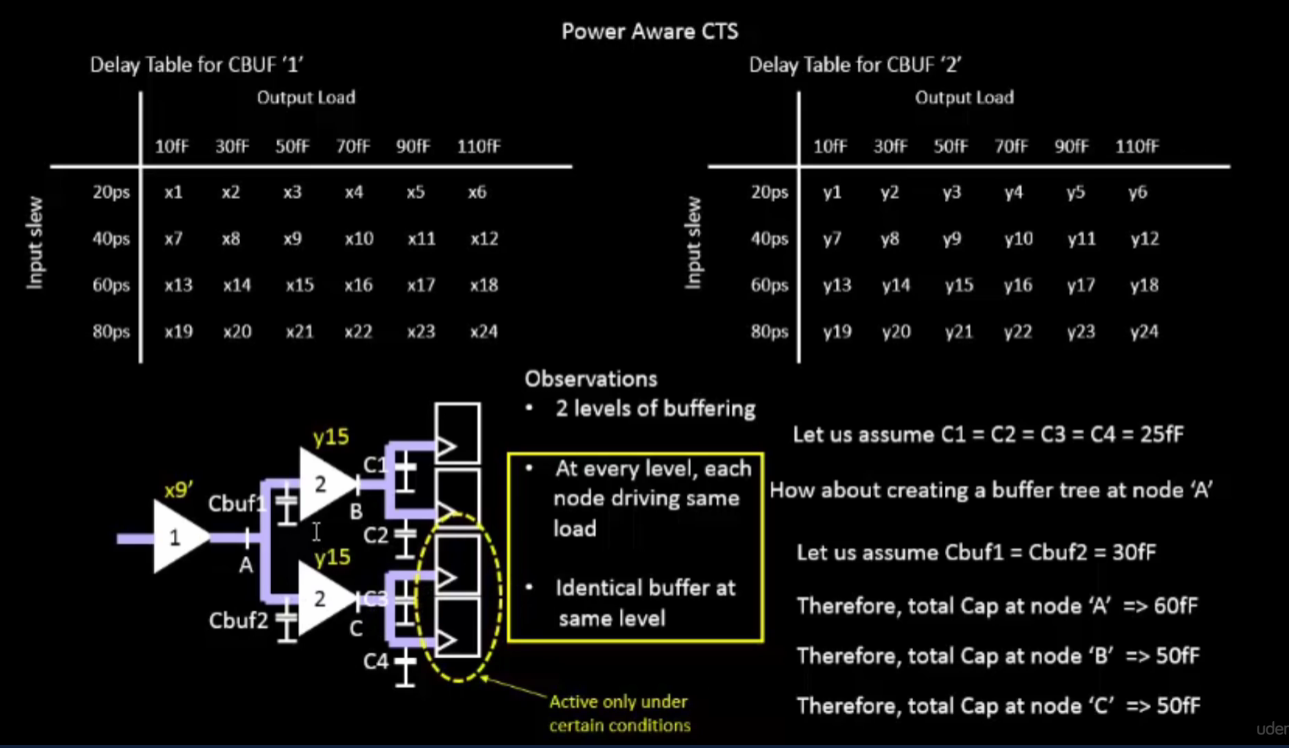 Power Aware CTS
Delay Table for CBUF '1'
Output Load
10fF 30fF 50fF 70fF 90fF 110fF
Input slew
20ps x1 x2 x3 x4 x5 x6
40ps x7 x8 x9 x10 x11 x12
60ps x13 x14 x15 x16 x17 x18
80ps x19 x20 x21 x22 x23 x24
Delay Table for CBUF '2'
Output Load
10fF 30fF 50fF 70fF 90fF 110fF
Input slew
20ps y1 y2 y3 y4 y5 y6
40ps y7 y8 y9 y10 y11 y12
60ps y13 y14 y15 y16 y17 y18
80ps y19 y20 y21 y22 y23 y24
y15
C1
x9'
Cbuf1
2
B
1
C2
A
y15
2
C3
Cbuf2
C
C4
Observations
• 2 levels of buffering
• At every level, each
node driving same
load
• Identical buffer at
same level
Active only under
certain conditions
Let us assume C1 = C2 = C3 = C4 = 25fF
How about creating a buffer tree at node 'A'
Let us assume Cbuf1 = Cbuf2 = 30fF
Therefore, total Cap at node 'A' => 60fF
Therefore, total Cap at node 'B' => 50fF
Therefore, total Cap at node 'C' => 50fF